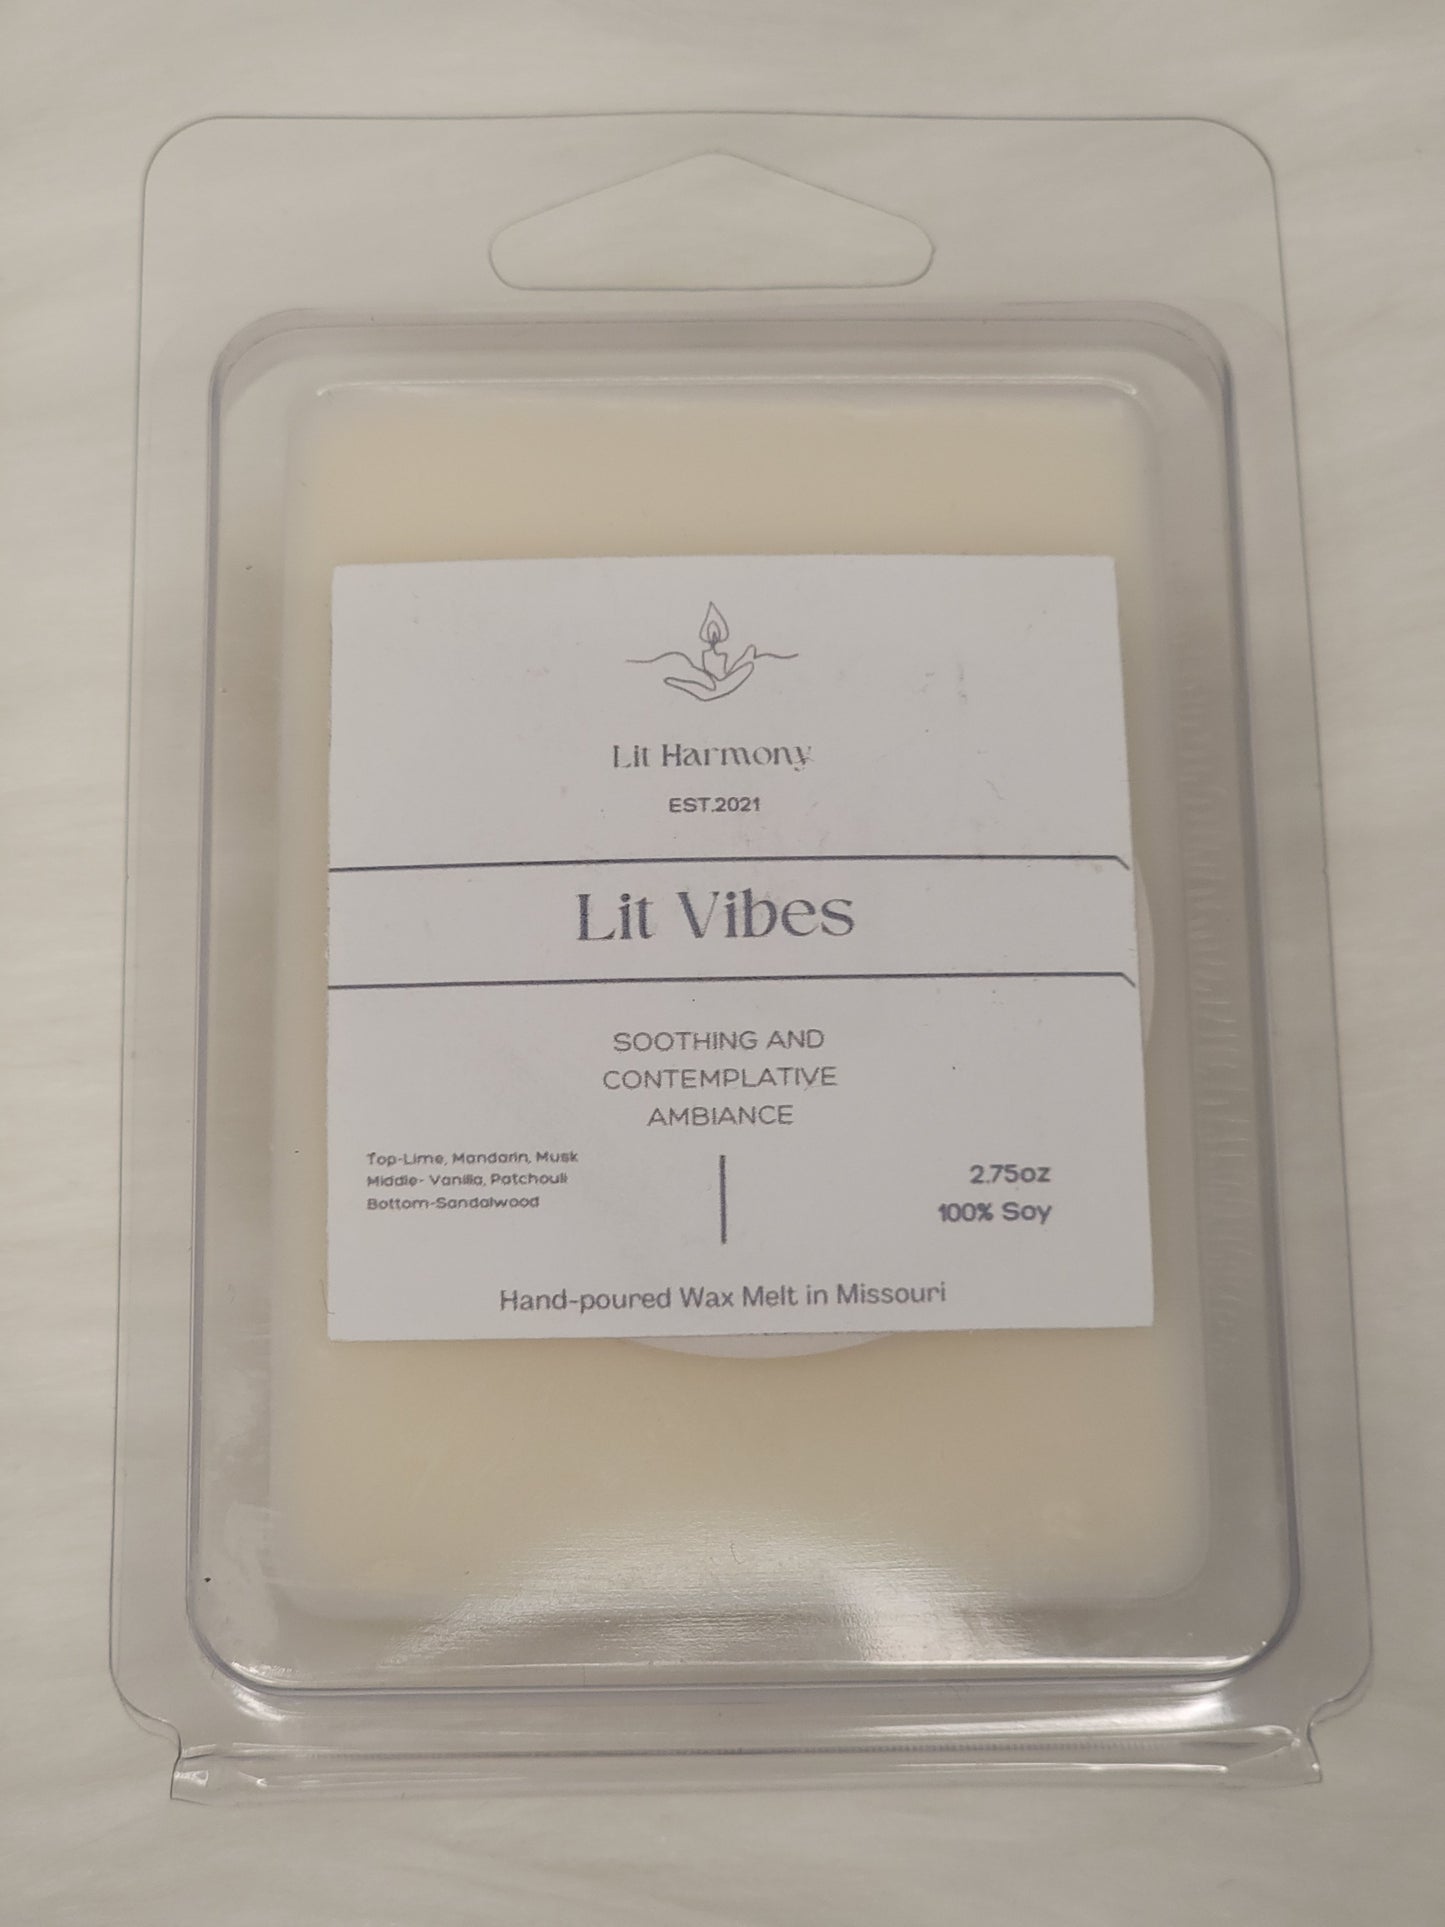 Lit Harmony
EST.2021
Lit Vibes
SOOTHING AND
CONTEMPLATIVE
AMBIANCE
Top-Lime, Mandarin, Musk
Middle- Vanilla, Patchouli
Bottom-Sandalwood
2.75oz
100% Soy
Hand-poured Wax Melt in Missouri